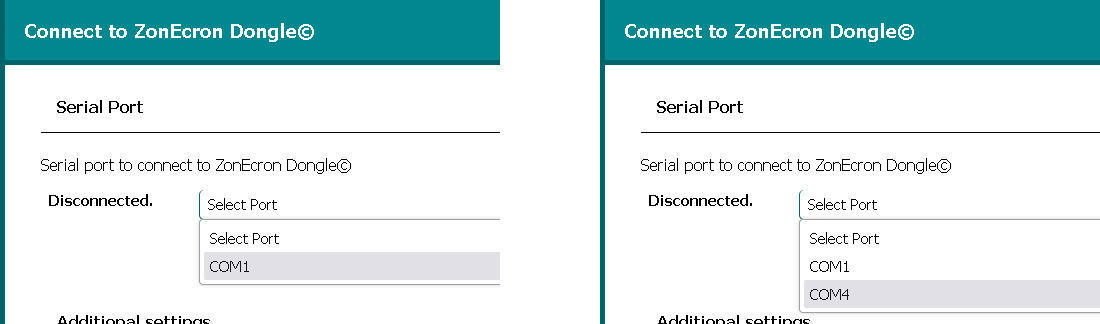 Connect to ZonEcron Dongle©
Serial Port
Serial port to connect to ZonEcron Dongle©
Disconnected.
Select Port
Select Port
COM1
Additional settings
Connect to ZonEcron Dongle©
Serial Port
Serial port to connect to ZonEcron Dongle©
Disconnected.
Select Port
Select Port
COM1
COM4
Additional settings